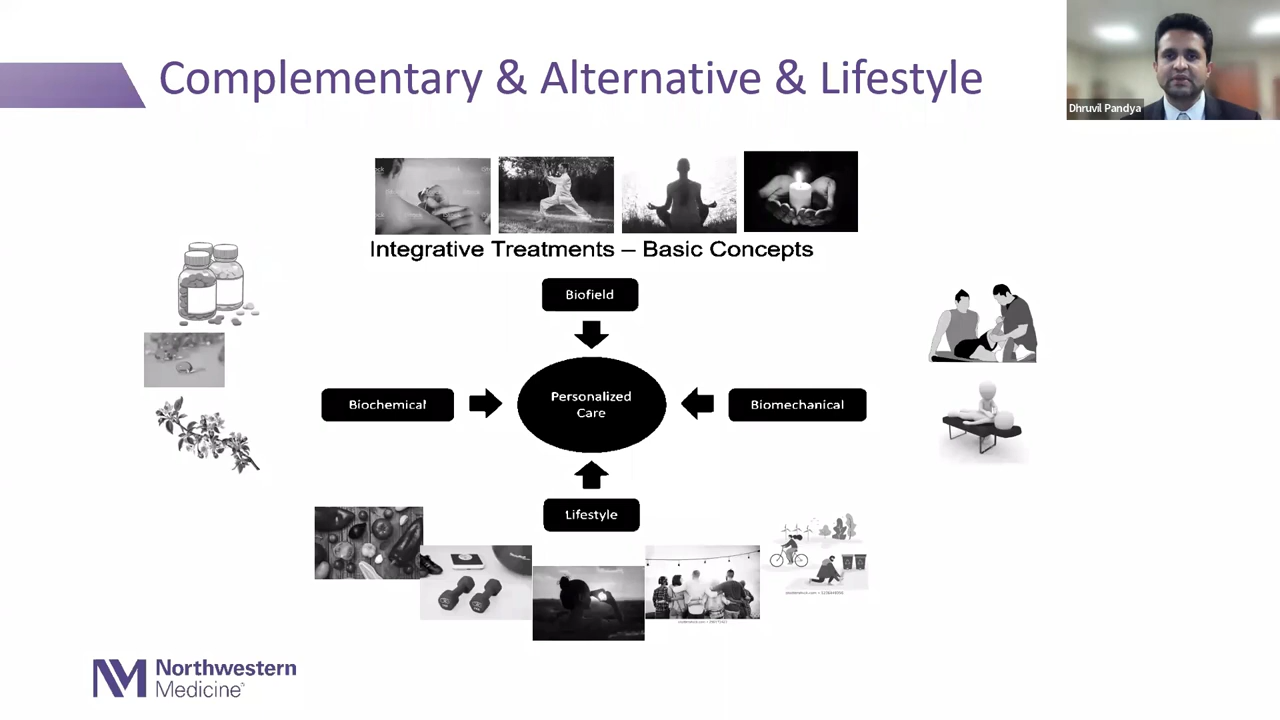 Complementary & Alternative & Lifestyle
Dhruvil Pandya
Integrative Treatments – Basic Concepts
Biofield
Biochemical
Personalized
Care
Biomechanical
Lifestyle
Northwestern
Medicine